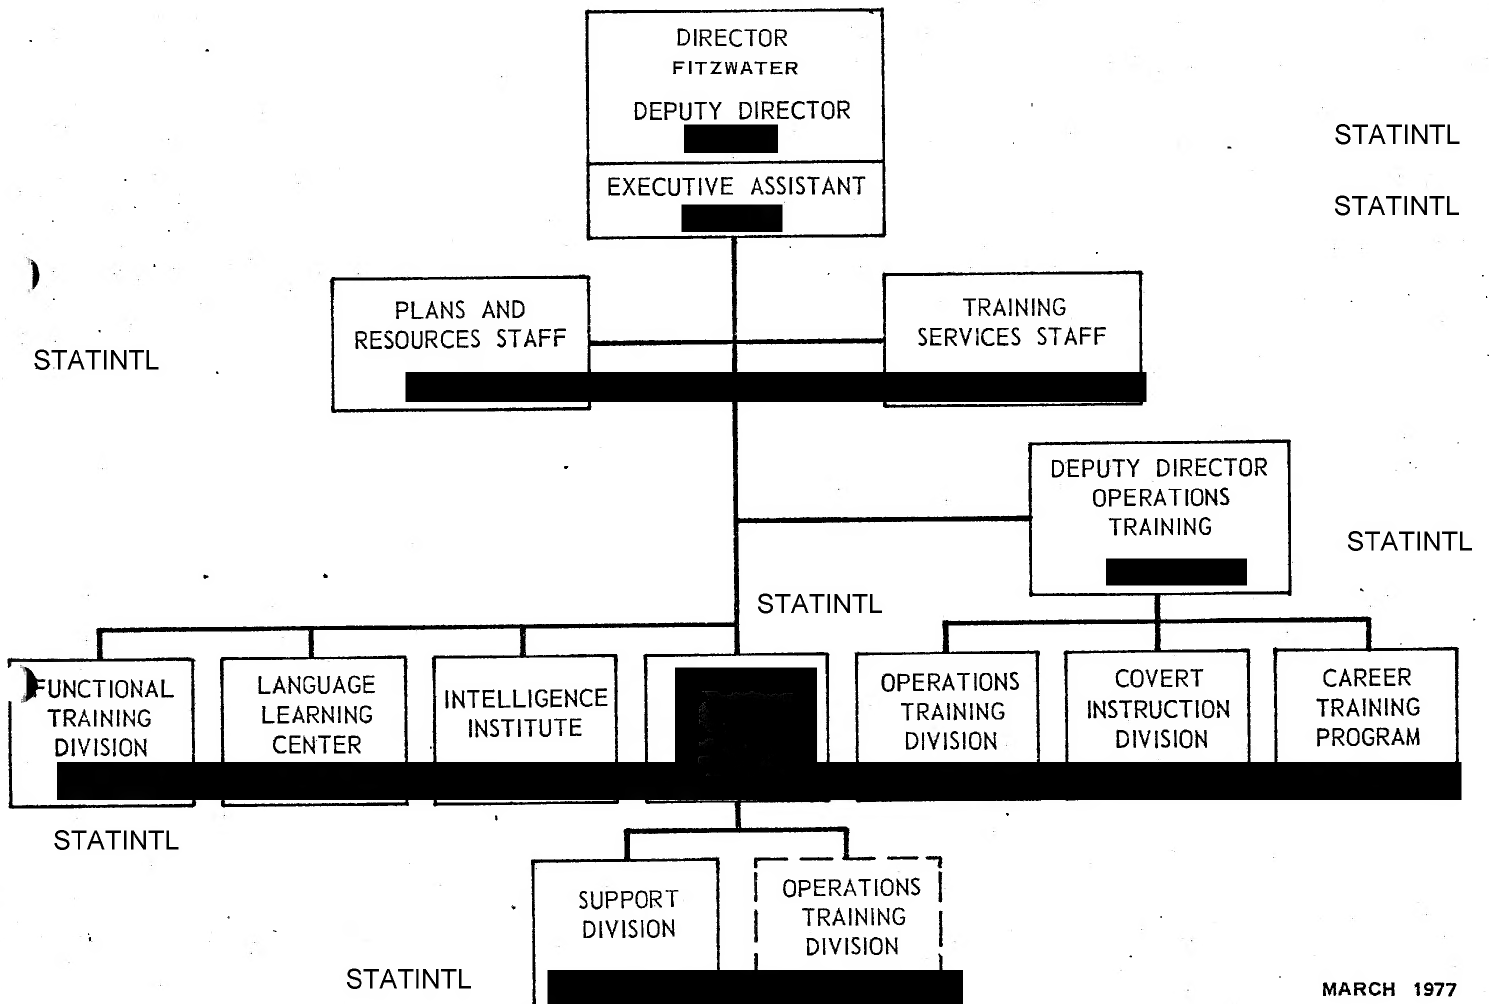 DIRECTOR
FITZWATER
DEPUTY DIRECTOR
STATINTL
EXECUTIVE ASSISTANT
STATINTL
PLANS AND
RESOURCES STAFF
TRAINING
SERVICES STAFF
STATINTL
DEPUTY DIRECTOR
OPERATIONS
TRAINING
STATINTL
STATINTL
FUNCTIONAL
TRAINING
DIVISION
LANGUAGE
LEARNING
CENTER
INTELLIGENCE
INSTITUTE
OPERATIONS
TRAINING
DIVISION
COVERT
INSTRUCTION
DIVISION
CAREER
TRAINING
PROGRAM
STATINTL
SUPPORT
DIVISION
OPERATIONS
TRAINING
DIVISION
STATINTL
MARCH 1977